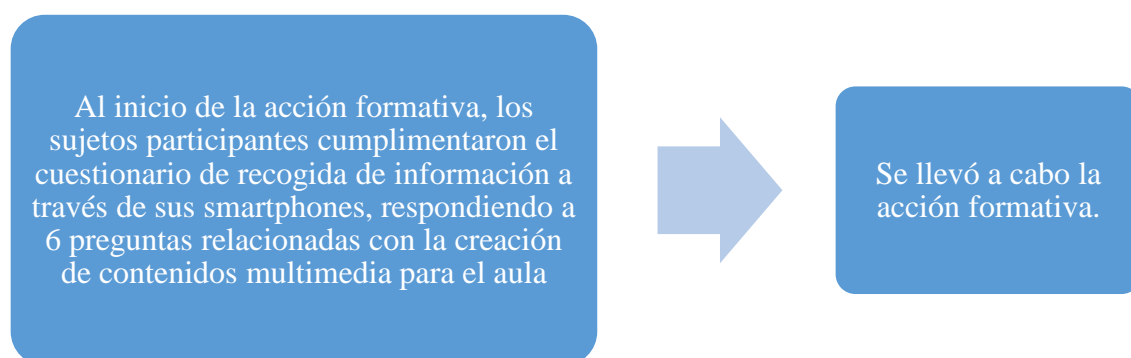 Al inicio de la acción formativa, los
sujetos participantes cumplimentaron el
cuestionario de recogida de información a
través de sus smartphones, respondiendo a
6 preguntas relacionadas con la creación
de contenidos multimedia para el aula
Se llevó a cabo la
acción formativa.